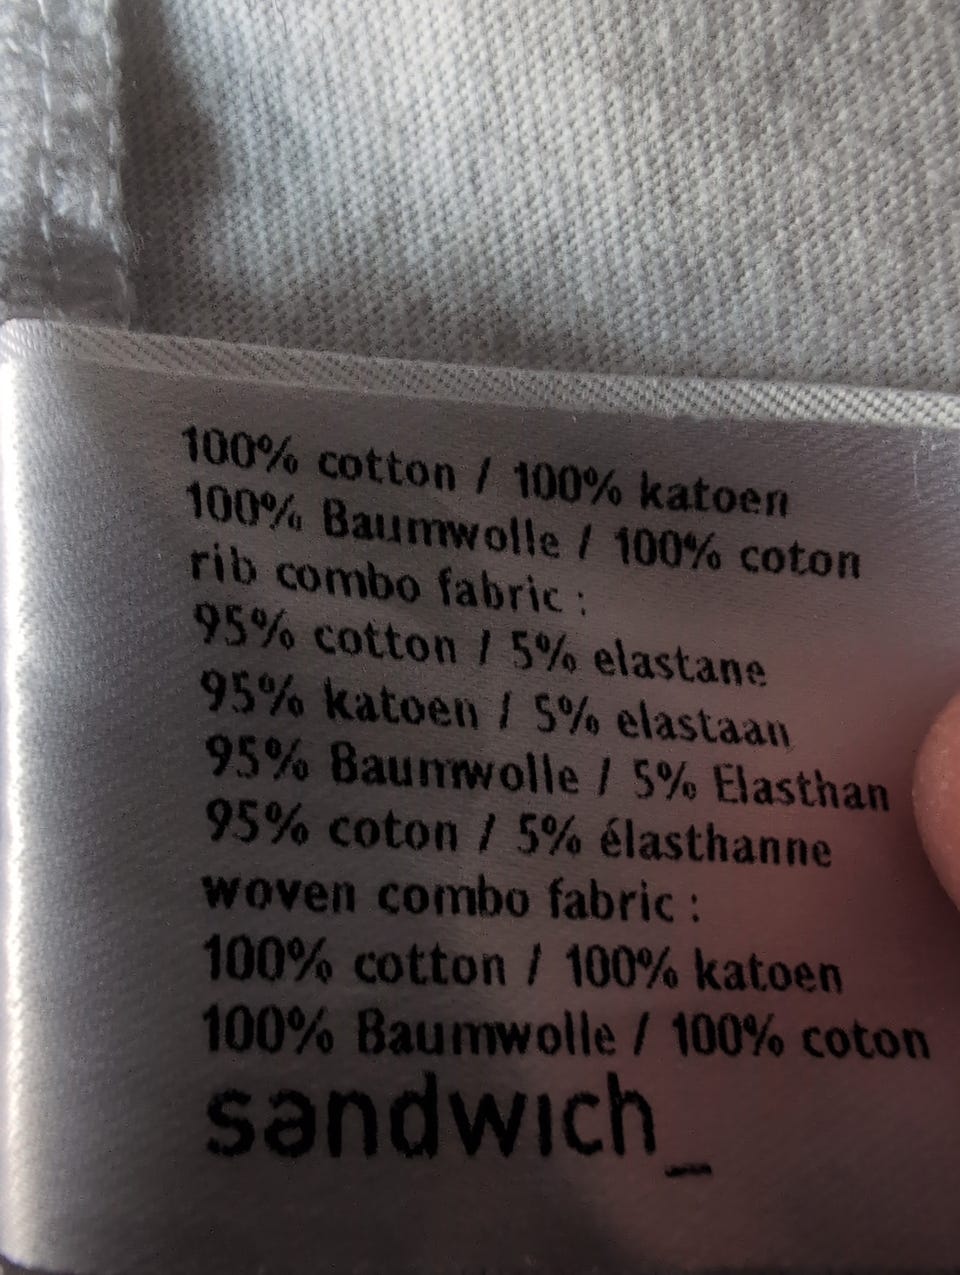 100% cotton / 100% katoen
100% Baumwolle / 100% coton
rib combo fabric :
95% cotton / 5% elastane
95% katoen / 5% elastaan
95% Baumwolle / 5% Elasthan
95% coton / 5% élasthanne
woven combo fabric :
100% cotton / 100% katoen
100% Baumwolle / 100% coton
sandwich_